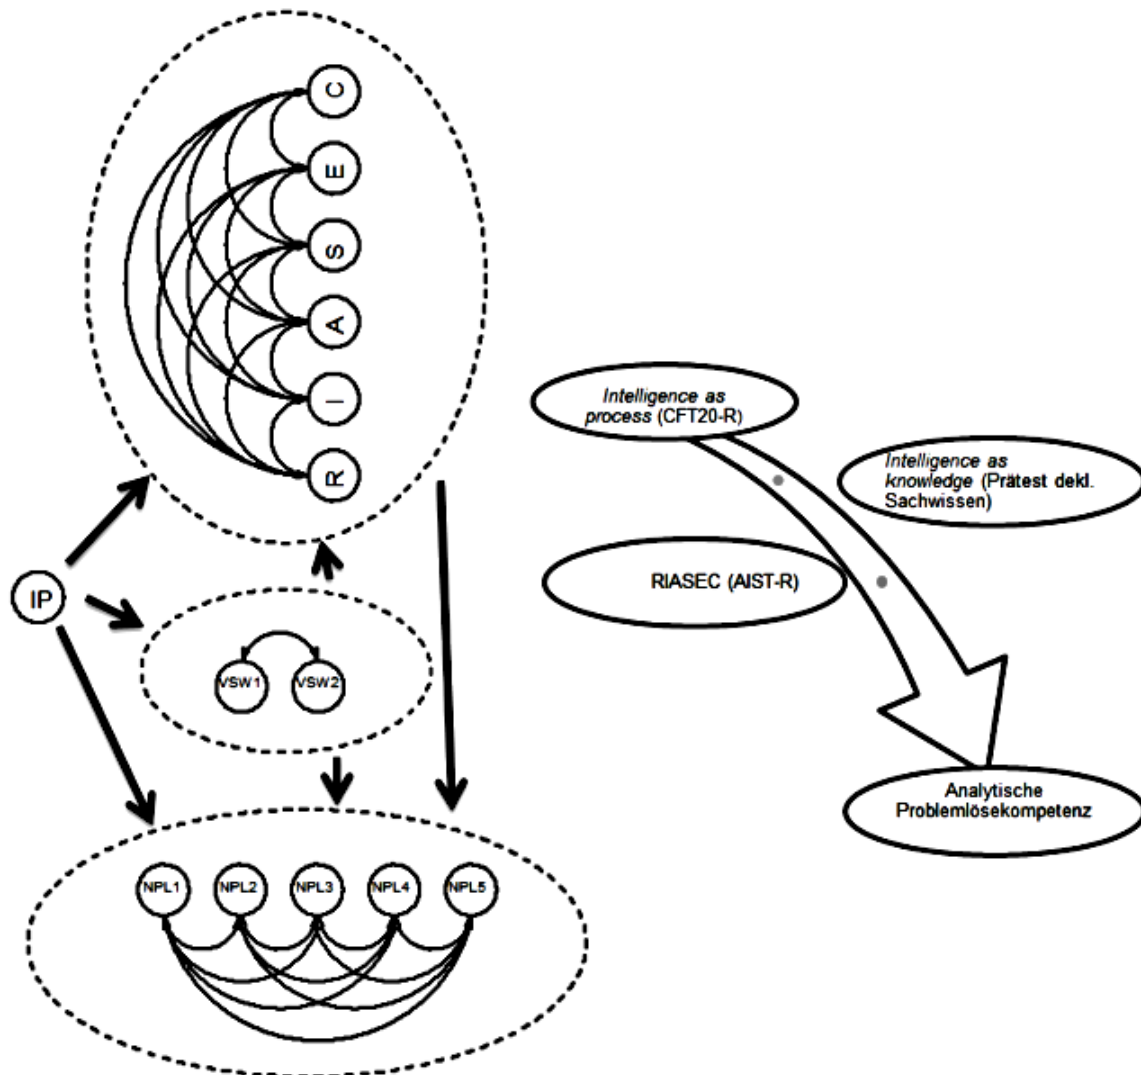 C
E
S
A
I
R
IP
VSW1
VSW2
NPL1
NPL2
NPL3
NPL4
NPL5
Intelligence as
process (CFT20-R)
Intelligence as
knowledge (Prätest dekl.
Sachwissen)
RIASEC (AIST-R)
Analytische
Problemlösekompetenz